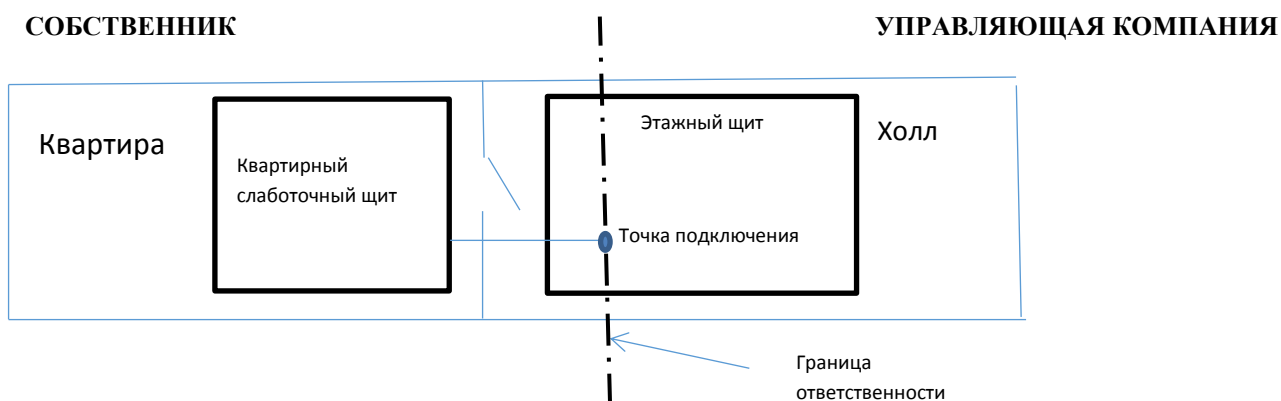 СОБСТВЕННИК
УПРАВЛЯЮЩАЯ КОМПАНИЯ
Квартира
Квартирный
слаботочный щит
Этажный щит
Холл
Точка подключения
Граница
ответственности